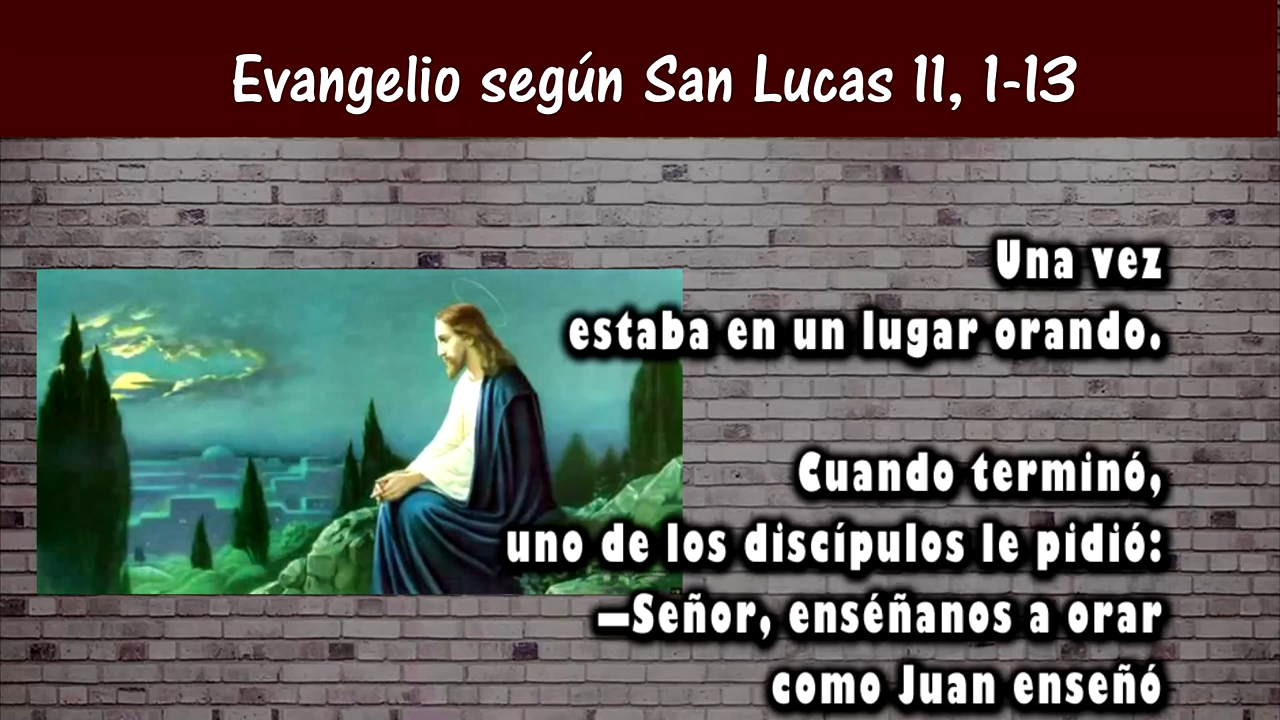 Evangelio según San Lucas 11, 1-13
Una vez
estaba en un lugar orando.
Cuando terminó,
uno de los discípulos le pidió:
—Señor, enséñanos a orar
como Juan enseñó